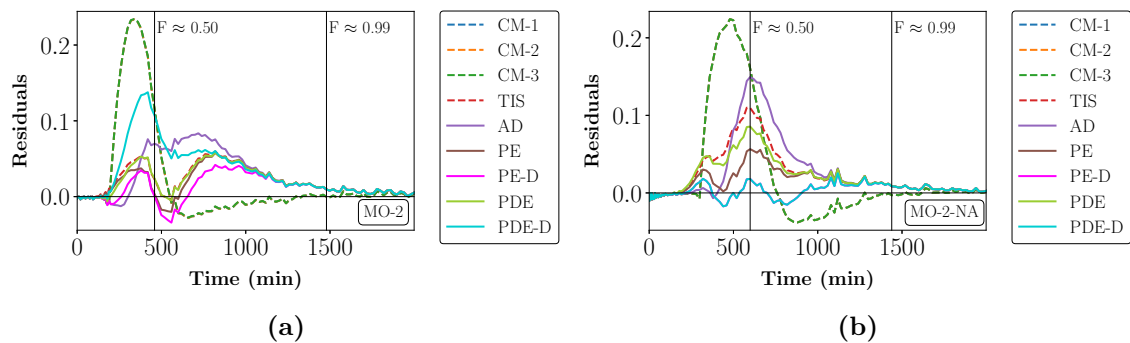 F ≈ 0.50
F ≈ 0.99
0.2
0.1
0.0
Residuals
MO-2
0
500
1000
1500
Time (min)
CM-1
CM-2
CM-3
TIS
AD
PE
PE-D
PDE
PDE-D
(a)
F ≈ 0.50
F ≈ 0.99
0.2
0.1
0.0
Residuals
MO-2-NA
0
500
1000
1500
Time (min)
CM-1
CM-2
CM-3
TIS
AD
PE
PE-D
PDE
PDE-D
(b)